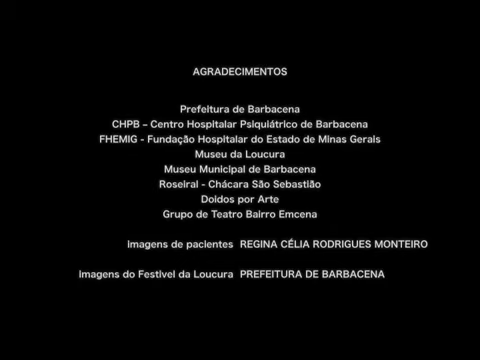 AGRADECIMENTOS
Prefeitura de Barbacena
CHPB – Centro Hospitalar Psiquiátrico de Barbacena
FHEMIG - Fundação Hospitalar do Estado de Minas Gerais
Museu da Loucura
Museu Municipal de Barbacena
Roseiral - Chácara São Sebastião
Doidos por Arte
Grupo de Teatro Bairro Emcena
imagens de pacientes REGINA CÉLIA RODRIGUES MONTEIRO
imagens do Festivel da Loucura PREFEITURA DE BARBACENA